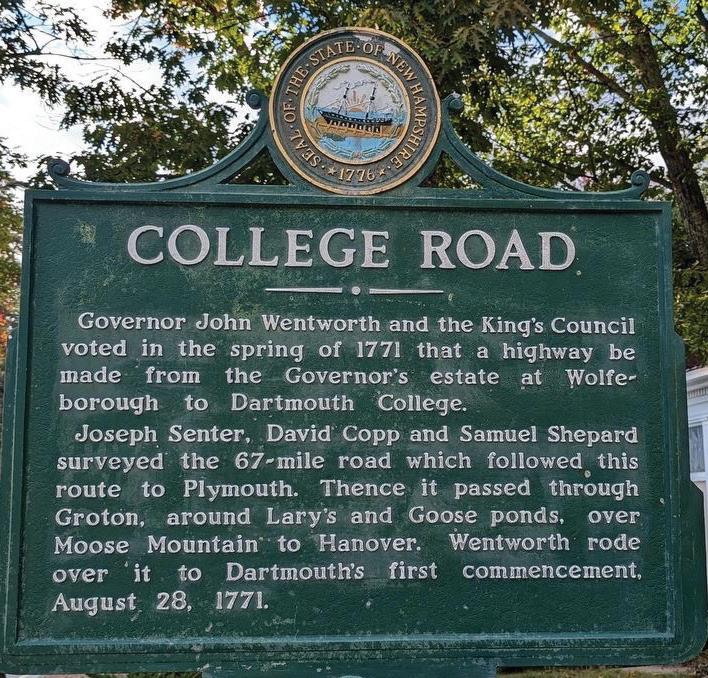 SEAL·OF·THE·STATE·OF·NEW HAMPSHIRE·
★1776★
COLLEGE ROAD
Governor John Wentworth and the King's Council
voted in the spring of 1771 that a highway be
made from the Governor's estate at Wolfe-
borough to Dartmouth College.
Joseph Senter, David Copp and Samuel Shepard
surveyed the 67-mile road which followed this
route to Plymouth. Thence it passed through
Groton, around Lary's and Goose ponds, over
Moose Mountain to Hanover. Wentworth rode
over it to Dartmouth's first commencement,
August 28, 1771.